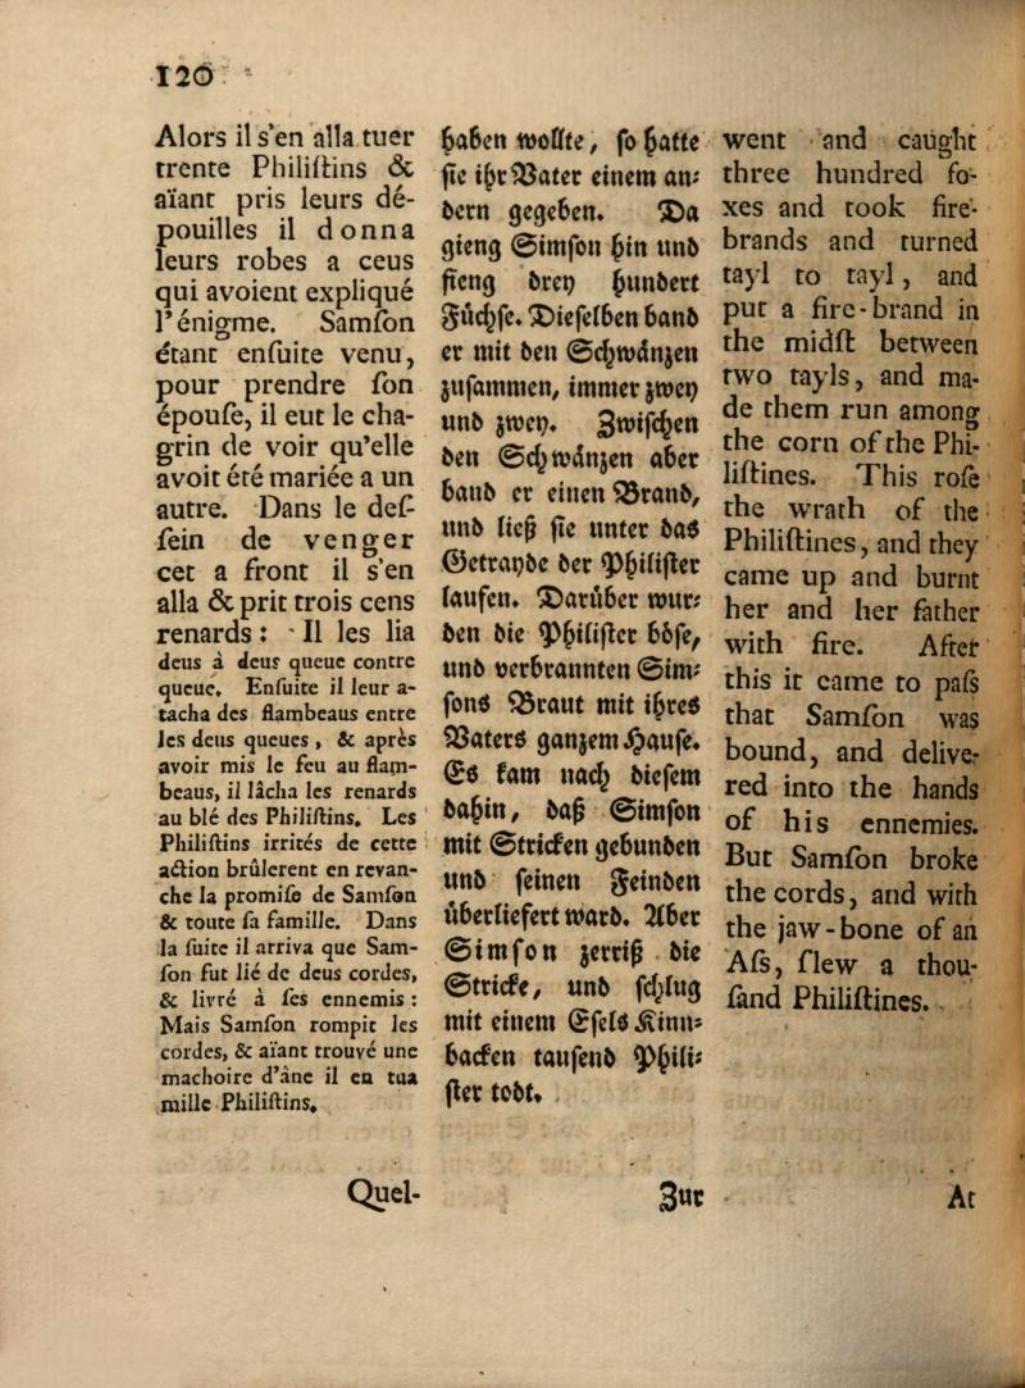 120
Alors il s'en alla tuer
trente Philiſtins &
aïant pris leurs dé-
pouilles il donna
leurs robes a ceus
qui avoient expliqué
l'énigme. Samſon
étant enſuite venu,
pour prendre ſon
épouſe, il eut le cha-
grin de voir qu'elle
avoit été mariée a un
autre. Dans le deſ-
ſein de venger
cet a front il s'en
alla & prit trois cens
renards : Il les lia
deus à deus queue contre
queue. Enſuite il leur a-
tacha des flambeaus entre
les deus queues, & après
avoir mis le feu au flam-
beaus, il lâcha les renards
au blé des Philiſtins. Les
Philiſtins irrités de cette
action brûlerent en revan-
che la promiſe de Samſon
& toute ſa famille. Dans
la ſuite il arriva que Sam-
ſon fut lié de deus cordes,
& livré à ſes ennemis :
Mais Samſon rompit les
cordes, & aïant trouvé une
machoire d'âne il en tua
mille Philiſtins.
Quel-
haben wollte, ſo hatte
ſie ihr Vater einem an⸗
dern gegeben. Da
gieng Simſon hin und
fieng drey hundert
Füchſe. Dieſelben band
er mit den Schwänzen
zuſammen, immer zwey
und zwey. Zwiſchen
den Schwänzen aber
band er einen Brand,
und ließ ſie unter das
Getrayde der Philiſter
laufen. Darüber wur⸗
den die Philiſter böſe,
und verbrannten Sim⸗
ſons Braut mit ihres
Vaters ganzem Hauſe.
Es kam nach dieſem
dahin, daß Simſon
mit Stricken gebunden
und ſeinen Feinden
überliefert ward. Aber
Simſon zerriß die
Stricke, und ſchlug
mit einem Eſels Kinn⸗
backen tauſend Phili⸗
ſter todt.
Zur
went and caught
three hundred fo-
xes and took fire-
brands and turned
tayl to tayl, and
put a fire-brand in
the midſt between
two tayls, and ma-
de them run among
the corn of the Phi-
liſtines. This roſe
the wrath of the
Philiſtines, and they
came up and burnt
her and her father
with fire. After
this it came to paſs
that Samſon was
bound, and delive-
red into the hands
of his ennemies.
But Samſon broke
the cords, and with
the jaw-bone of an
Aſs, ſlew a thou-
ſand Philiſtines.
At